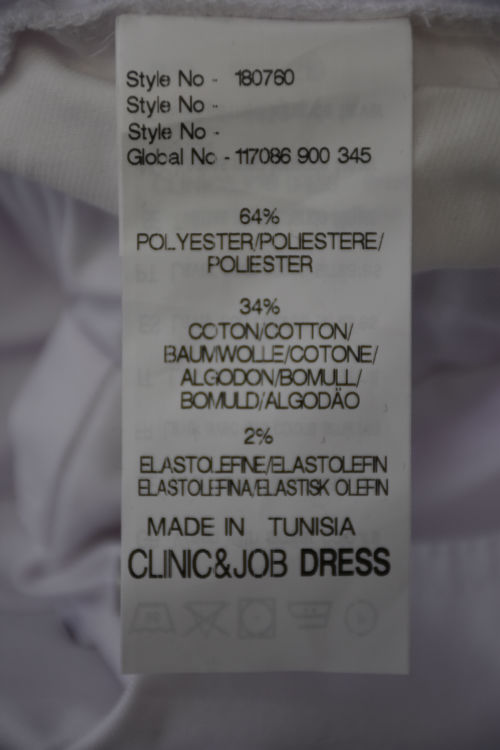 Style No - 180760
Style No -
Style No -
Global No - 117086 900 345
64%
POLYESTER/POLIESTERE/
POLIESTER
34%
COTON/COTTON/
BAUMWOLLE/COTONE/
ALGODON/BOMULL/
BOMULD/ALGODÃO
2%
ELASTOLEFINE/ELASTOLEFIN
ELASTOLEFINA/ELASTISK OLEFIN
MADE IN TUNISIA
CLINIC&JOB DRESS